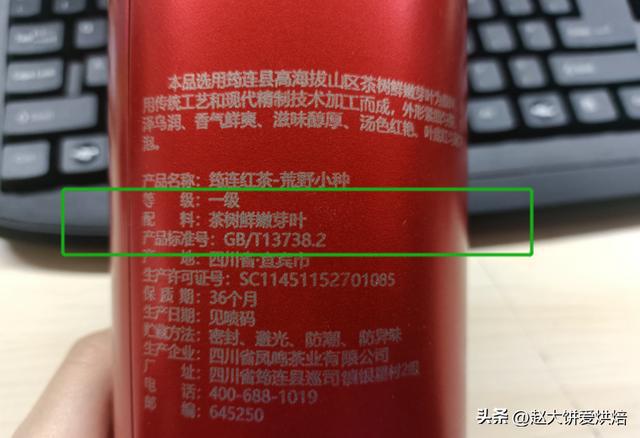 本品选用筠连县高海拔山区茶树鲜嫩芽叶为
用传统工艺和现代精制技术加工而成，外形
泽乌润、香气鲜爽、滋味醇厚、汤色红艳、叶底
泡。
产品名称：筠连红茶-荒野小种
等 级：一级
配 料：茶树鲜嫩芽叶
产品标准号：GB/T13738.2
产 地：四川省·宜宾市
生产许可证号：SC11451152701085
保 质 期：36个月
生产日期：见喷码
贮藏方法：密封、避光、防潮、防异味
生产企业：四川省凤鸣茶业有限公司
厂 址：四川省筠连县巡司镇银星村2组
电 话：400-688-1019
邮 编：645250
头条 @赵大饼爱烘焙